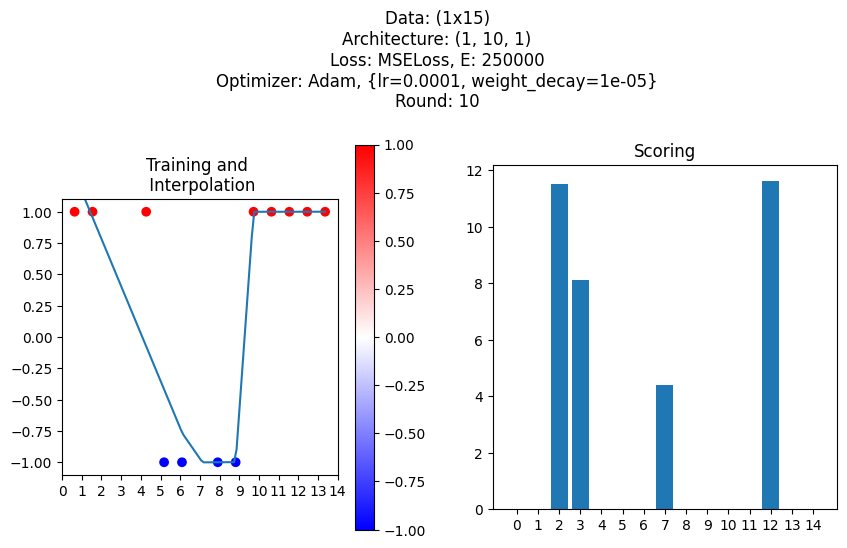 Data: (1x15)
Architecture: (1, 10, 1)
Loss: MSELoss, E: 250000
Optimizer: Adam, {lr=0.0001, weight_decay=1e-05}
Round: 10
Training and
Interpolation
1.00
0.75
0.50
0.25
0.00
−0.25
−0.50
−0.75
−1.00
0 1 2 3 4 5 6 7 8 9 10 11 12 13 14
1.00
0.75
0.50
0.25
0.00
−0.25
−0.50
−0.75
−1.00
Scoring
12
10
8
6
4
2
0
0 1 2 3 4 5 6 7 8 9 10 11 12 13 14